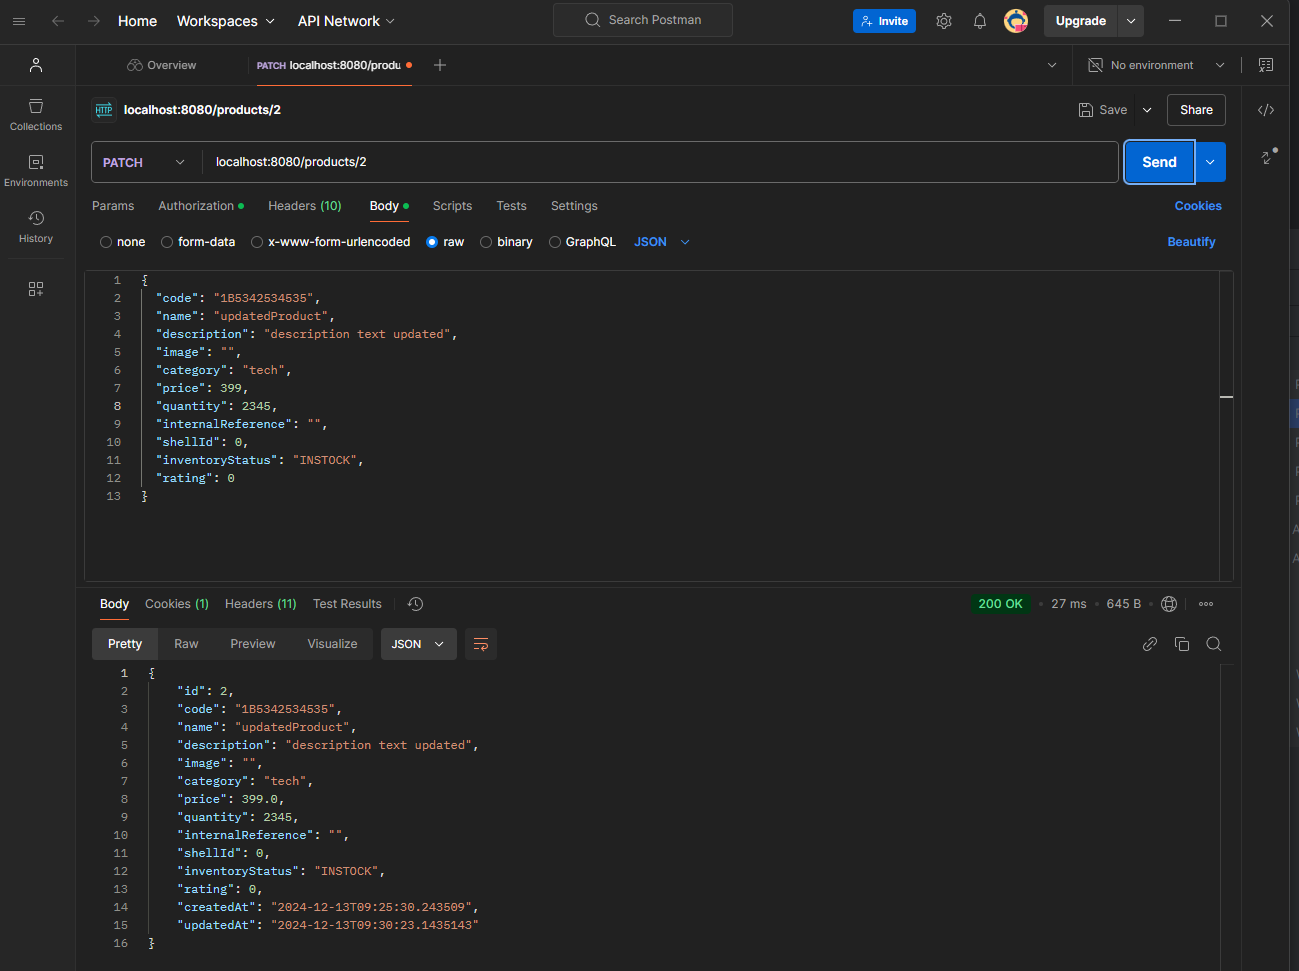 Home Workspaces API Network Search Postman Invite Upgrade
Overview PATCH localhost:8080/produ No environment
HTTP localhost:8080/products/2 Save Share
Collections
Environments
History
PATCH localhost:8080/products/2 Send
Params Authorization Headers (10) Body Scripts Tests Settings Cookies
none form-data x-www-form-urlencoded raw binary GraphQL JSON Beautify
1 {
2 "code": "1B5342534535",
3 "name": "updatedProduct",
4 "description": "description text updated",
5 "image": "",
6 "category": "tech",
7 "price": 399,
8 "quantity": 2345,
9 "internalReference": "",
10 "shellId": 0,
11 "inventoryStatus": "INSTOCK",
12 "rating": 0
13 }
Body Cookies (1) Headers (11) Test Results 200 OK 27 ms 645 B
Pretty Raw Preview Visualize JSON
1 {
2 "id": 2,
3 "code": "1B5342534535",
4 "name": "updatedProduct",
5 "description": "description text updated",
6 "image": "",
7 "category": "tech",
8 "price": 399.0,
9 "quantity": 2345,
10 "internalReference": "",
11 "shellId": 0,
12 "inventoryStatus": "INSTOCK",
13 "rating": 0,
14 "createdAt": "2024-12-13T09:25:30.243509",
15 "updatedAt": "2024-12-13T09:30:23.1435143"
16 }